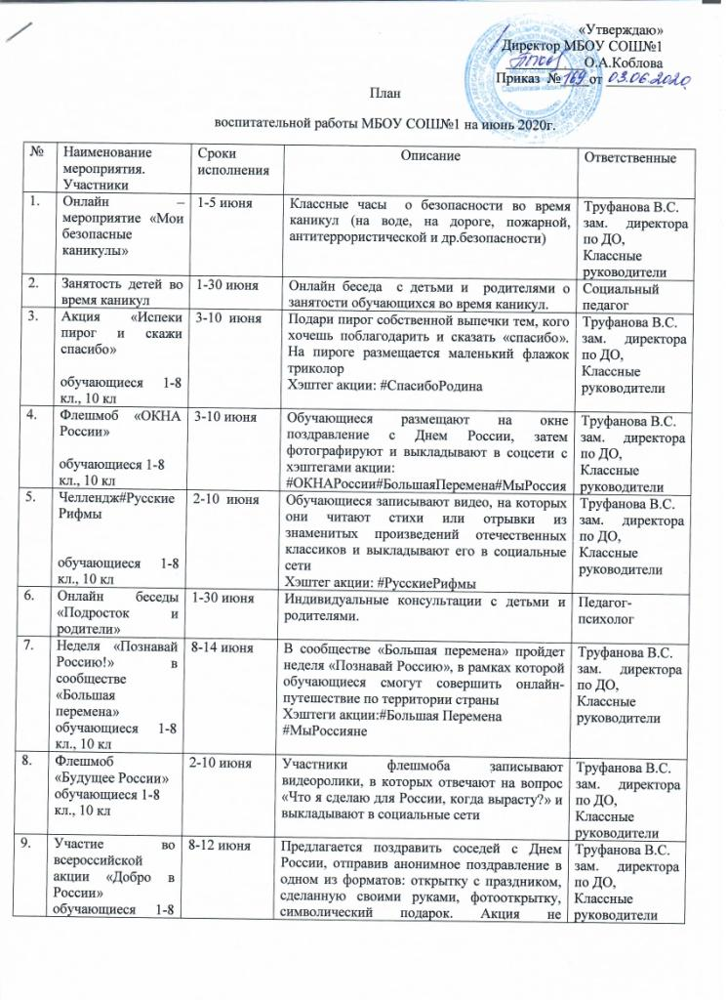 «Утверждаю»
Директор МБОУ СОШ№1
О.А.Коблова
Приказ № 169 от 03.06.2020
План
воспитательной работы МБОУ СОШ№1 на июнь 2020г.
№
Наименование
мероприятия.
Участники
Сроки
исполнения
Описание
Ответственные
1.
Онлайн –
мероприятие «Мои
безопасные
каникулы»
1-5 июня
Классные часы о безопасности во время
каникул (на воде, на дороге, пожарной,
антитеррористической и др.безопасности)
Труфанова В.С.
зам. директора
по ДО,
Классные
руководители
2.
Занятость детей во
время каникул
1-30 июня
Онлайн беседа с детьми и родителями о
занятости обучающихся во время каникул.
Социальный
педагог
3.
Акция «Испеки
пирог и скажи
спасибо»
обучающиеся 1-8
кл., 10 кл
3-10 июня
Подари пирог собственной выпечки тем, кого
хочешь поблагодарить и сказать «спасибо».
На пироге размещается маленький флажок
триколор
Хэштег акции: #СпасибоРодина
Труфанова В.С.
зам. директора
по ДО,
Классные
руководители
4.
Флешмоб «ОКНА
России»
обучающиеся 1-8
кл., 10 кл
3-10 июня
Обучающиеся размещают на окне
поздравление с Днем России, затем
фотографируют и выкладывают в соцсети с
хэштегами акции:
#ОКНАРоссии#БольшаяПеремена#МыРоссия
Труфанова В.С.
зам. директора
по ДО,
Классные
руководители
5.
Челлендж#Русские
Рифмы
обучающиеся 1-8
кл., 10 кл
2-10 июня
Обучающиеся записывают видео, на которых
они читают стихи или отрывки из
знаменитых произведений отечественных
классиков и выкладывают его в социальные
сети
Хэштег акции: #РусскиеРифмы
Труфанова В.С.
зам. директора
по ДО,
Классные
руководители
6.
Онлайн беседы
«Подросток и
родители»
1-30 июня
Индивидуальные консультации с детьми и
родителями.
Педагог-
психолог
7.
Неделя «Познавай
Россию!» в
сообществе
«Большая
перемена»
обучающиеся 1-8
кл., 10 кл
8-14 июня
В сообществе «Большая перемена» пройдет
неделя «Познавай Россию», в рамках которой
обучающиеся смогут совершить онлайн-
путешествие по территории страны
Хэштеги акции:#Большая Перемена
#МыРоссияне
Труфанова В.С.
зам. директора
по ДО,
Классные
руководители
8.
Флешмоб
«Будущее России»
обучающиеся 1-8
кл., 10 кл
2-10 июня
Участники флешмоба записывают
видеоролики, в которых отвечают на вопрос
«Что я сделаю для России, когда вырасту?» и
выкладывают в социальные сети
Труфанова В.С.
зам. директора
по ДО,
Классные
руководители
9.
Участие во
всероссийской
акции «Добро в
России»
обучающиеся 1-8
8-12 июня
Предлагается поздравить соседей с Днем
России, отправив анонимное поздравление в
одном из форматов: открытку с праздником,
сделанную своими руками, фотооткрытку,
символический подарок. Акция не
Труфанова В.С.
зам. директора
по ДО,
Классные
руководители